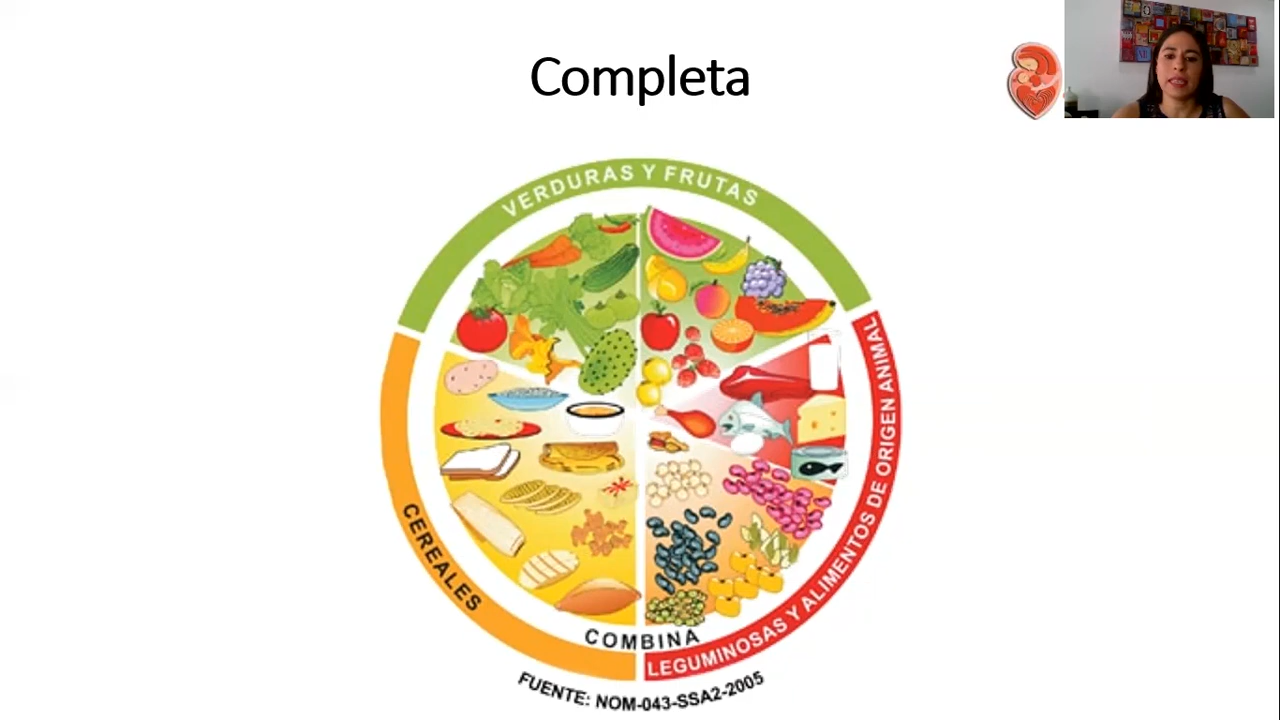 Completa
VERDURAS Y FRUTAS
CEREALES
LEGUMINOSAS Y ALIMENTOS DE ORIGEN ANIMAL
COMBINA
FUENTE: NOM-043-SSA2-2005